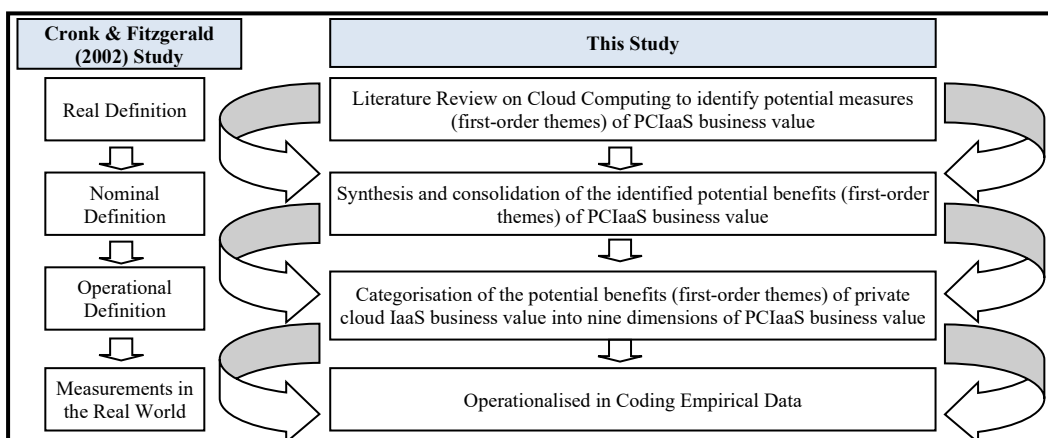 Cronk & Fitzgerald
(2002) Study
This Study
Real Definition
Literature Review on Cloud Computing to identify potential measures
(first-order themes) of PCIaaS business value
Nominal
Definition
Synthesis and consolidation of the identified potential benefits (first-order
themes) of PCIaaS business value
Operational
Definition
Categorisation of the potential benefits (first-order themes) of private
cloud IaaS business value into nine dimensions of PCIaaS business value
Measurements in
the Real World
Operationalised in Coding Empirical Data